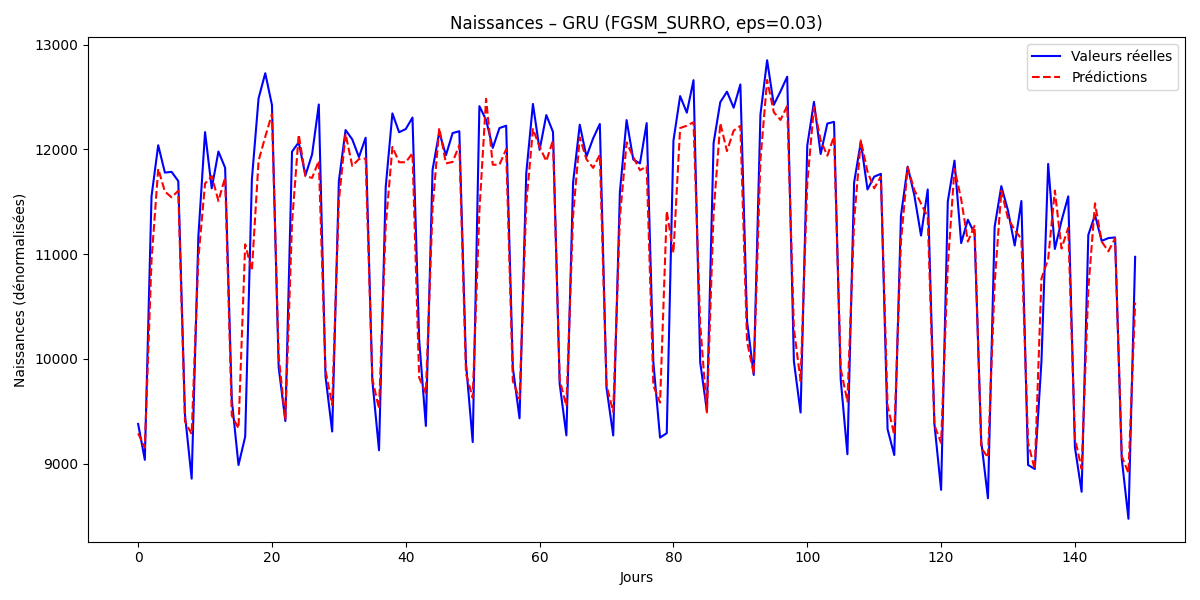 Naissances – GRU (FGSM_SURRO, eps=0.03)
Valeurs réelles
Prédictions
Naissances (dénormalisées)
13000
12000
11000
10000
9000
0 20 40 60 80 100 120 140
Jours